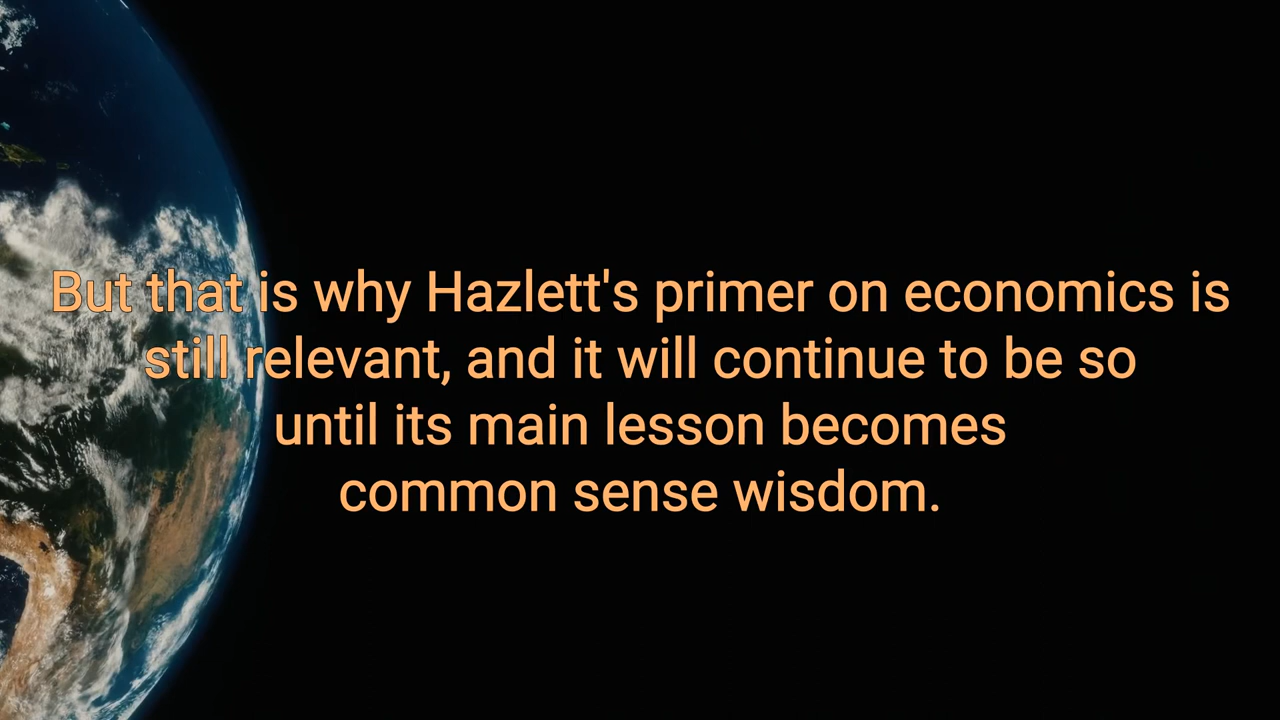 But that is why Hazlett's primer on economics is
still relevant, and it will continue to be so
until its main lesson becomes
common sense wisdom.